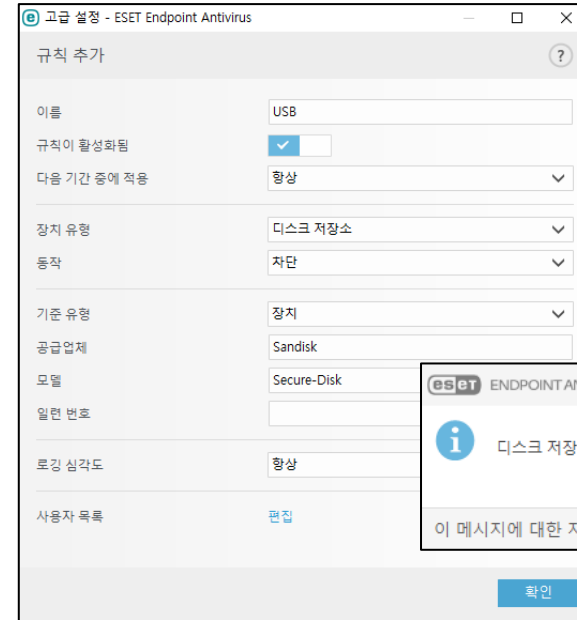 고급 설정 - ESET Endpoint Antivirus
규칙 추가
?
이름 USB
규칙이 활성화됨
다음 기간 중에 적용 항상
장치 유형 디스크 저장소
동작 차단
기준 유형 장치
공급업체 Sandisk
모델 Secure-Disk
일련 번호
로깅 심각도 항상
사용자 목록 편집
eseT ENDPOINT
디스크 저장
이 메시지에 대한
확인